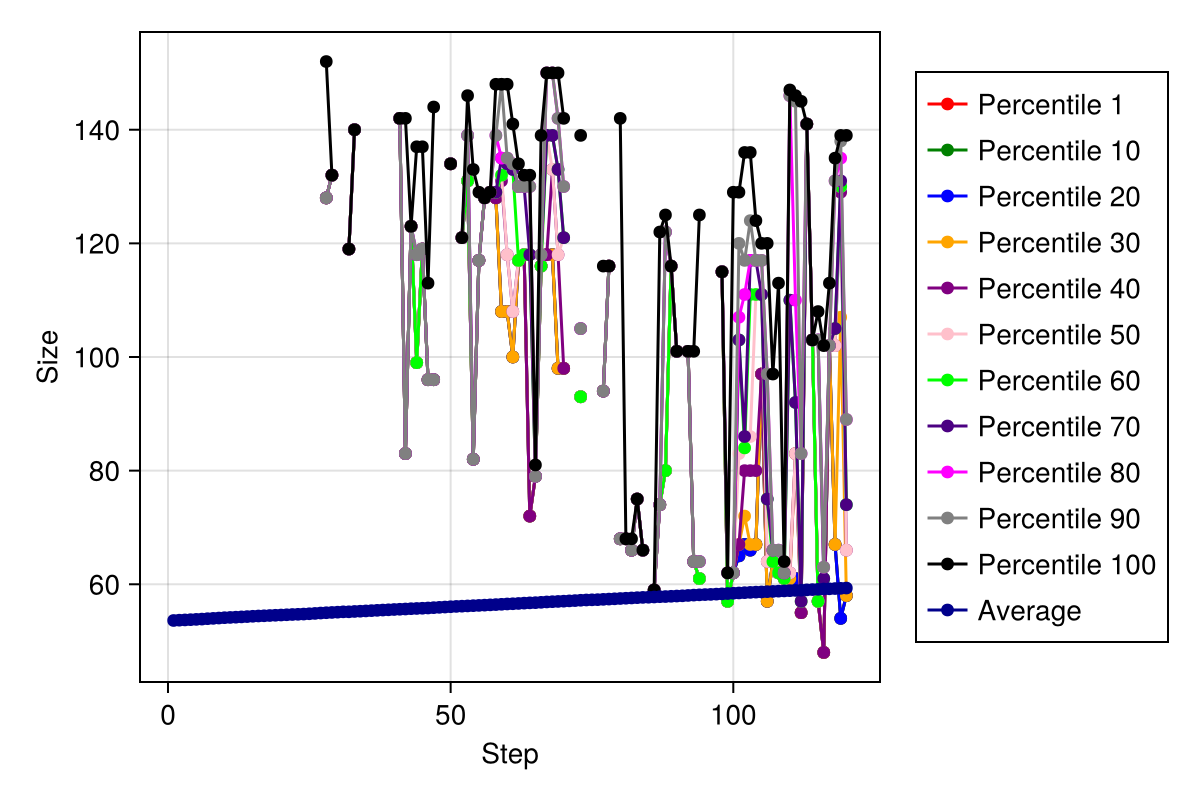 140
120
100
80
60
Size
0
50
100
Step
Percentile 1
Percentile 10
Percentile 20
Percentile 30
Percentile 40
Percentile 50
Percentile 60
Percentile 70
Percentile 80
Percentile 90
Percentile 100
Average